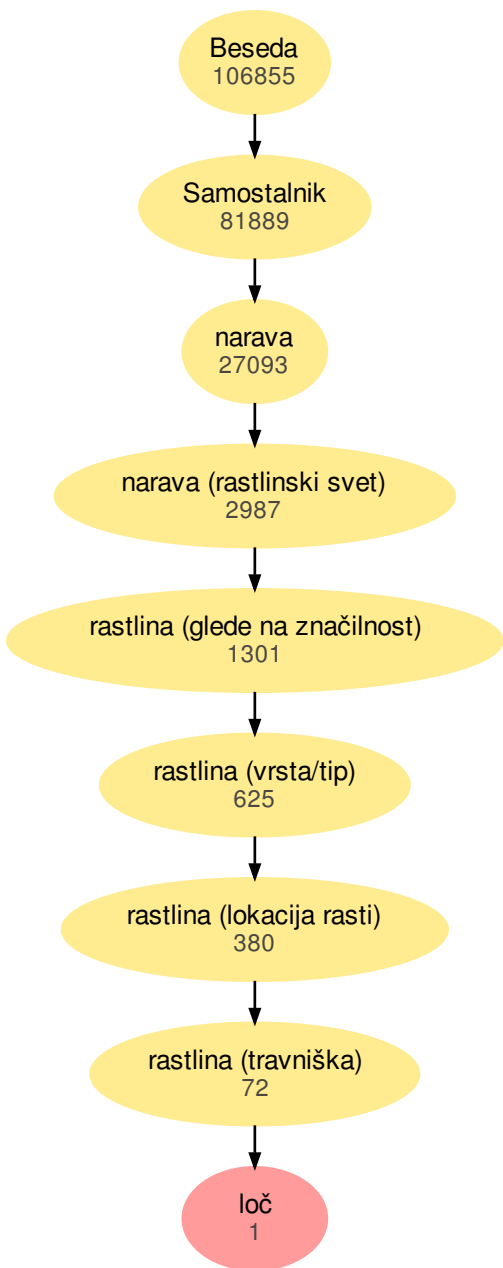 Beseda
106855
Samostalnik
81889
narava
27093
narava (rastlinski svet)
2987
rastlina (glede na značilnost)
1301
rastlina (vrsta/tip)
625
rastlina (lokacija rasti)
380
rastlina (travniška)
72
loč
1